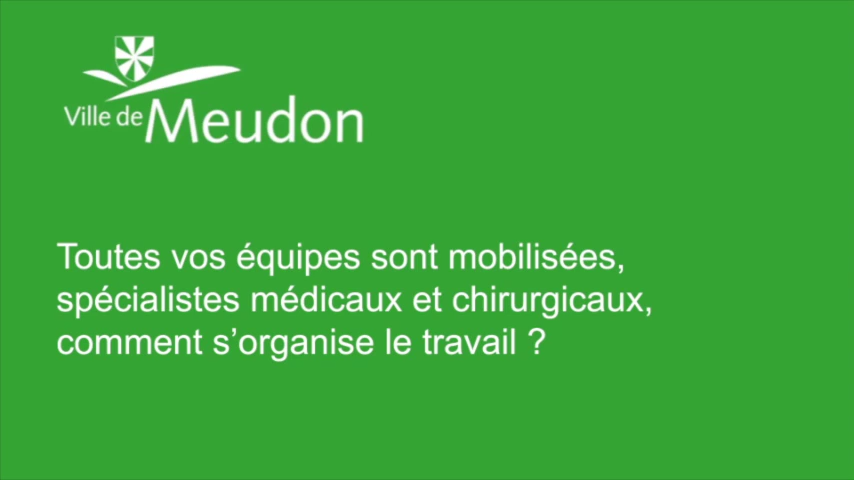 Ville de Meudon
Toutes vos équipes sont mobilisées,
spécialistes médicaux et chirurgicaux,
comment s’organise le travail ?